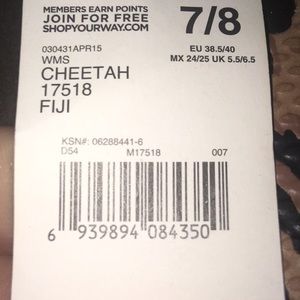 MEMBERS EARN POINTS
JOIN FOR FREE
SHOPYOURWAY.COM
7/8
EU 38.5/40
MX 24/25 UK 5.5/6.5
030431APR15
WMS
CHEETAH
17518
FIJI
KSN#: 06288441-6
D54 M17518 007
6 939894 084350